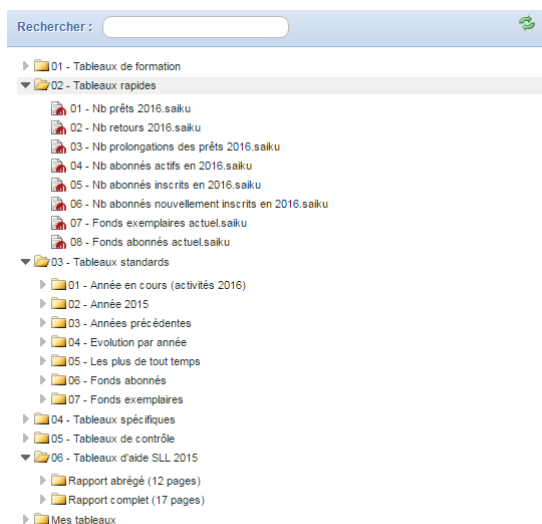 Rechercher :
01 - Tableaux de formation
02 - Tableaux rapides
01 - Nb prêts 2016.saiku
02 - Nb retours 2016.saiku
03 - Nb prolongations des prêts 2016.saiku
04 - Nb abonnés actifs en 2016.saiku
05 - Nb abonnés inscrits en 2016.saiku
06 - Nb abonnés nouvellement inscrits en 2016.saiku
07 - Fonds exemplaires actuel.saiku
08 - Fonds abonnés actuel.saiku
03 - Tableaux standards
01 - Année en cours (activités 2016)
02 - Année 2015
03 - Années précédentes
04 - Evolution par année
05 - Les plus de tout temps
06 - Fonds abonnés
07 - Fonds exemplaires
04 - Tableaux spécifiques
05 - Tableaux de contrôle
06 - Tableaux d'aide SLL 2015
Rapport abrégé (12 pages)
Rapport complet (17 pages)
Mes tableaux